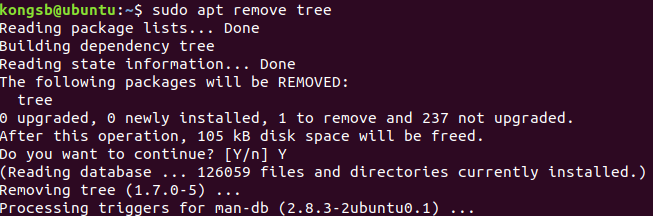 kongsb@ubuntu:~$ sudo apt remove tree
Reading package lists... Done
Building dependency tree
Reading state information... Done
The following packages will be REMOVED:
  tree
0 upgraded, 0 newly installed, 1 to remove and 237 not upgraded.
After this operation, 105 kB disk space will be freed.
Do you want to continue? [Y/n] Y
(Reading database ... 126059 files and directories currently installed.)
Removing tree (1.7.0-5) ...
Processing triggers for man-db (2.8.3-2ubuntu0.1) ...